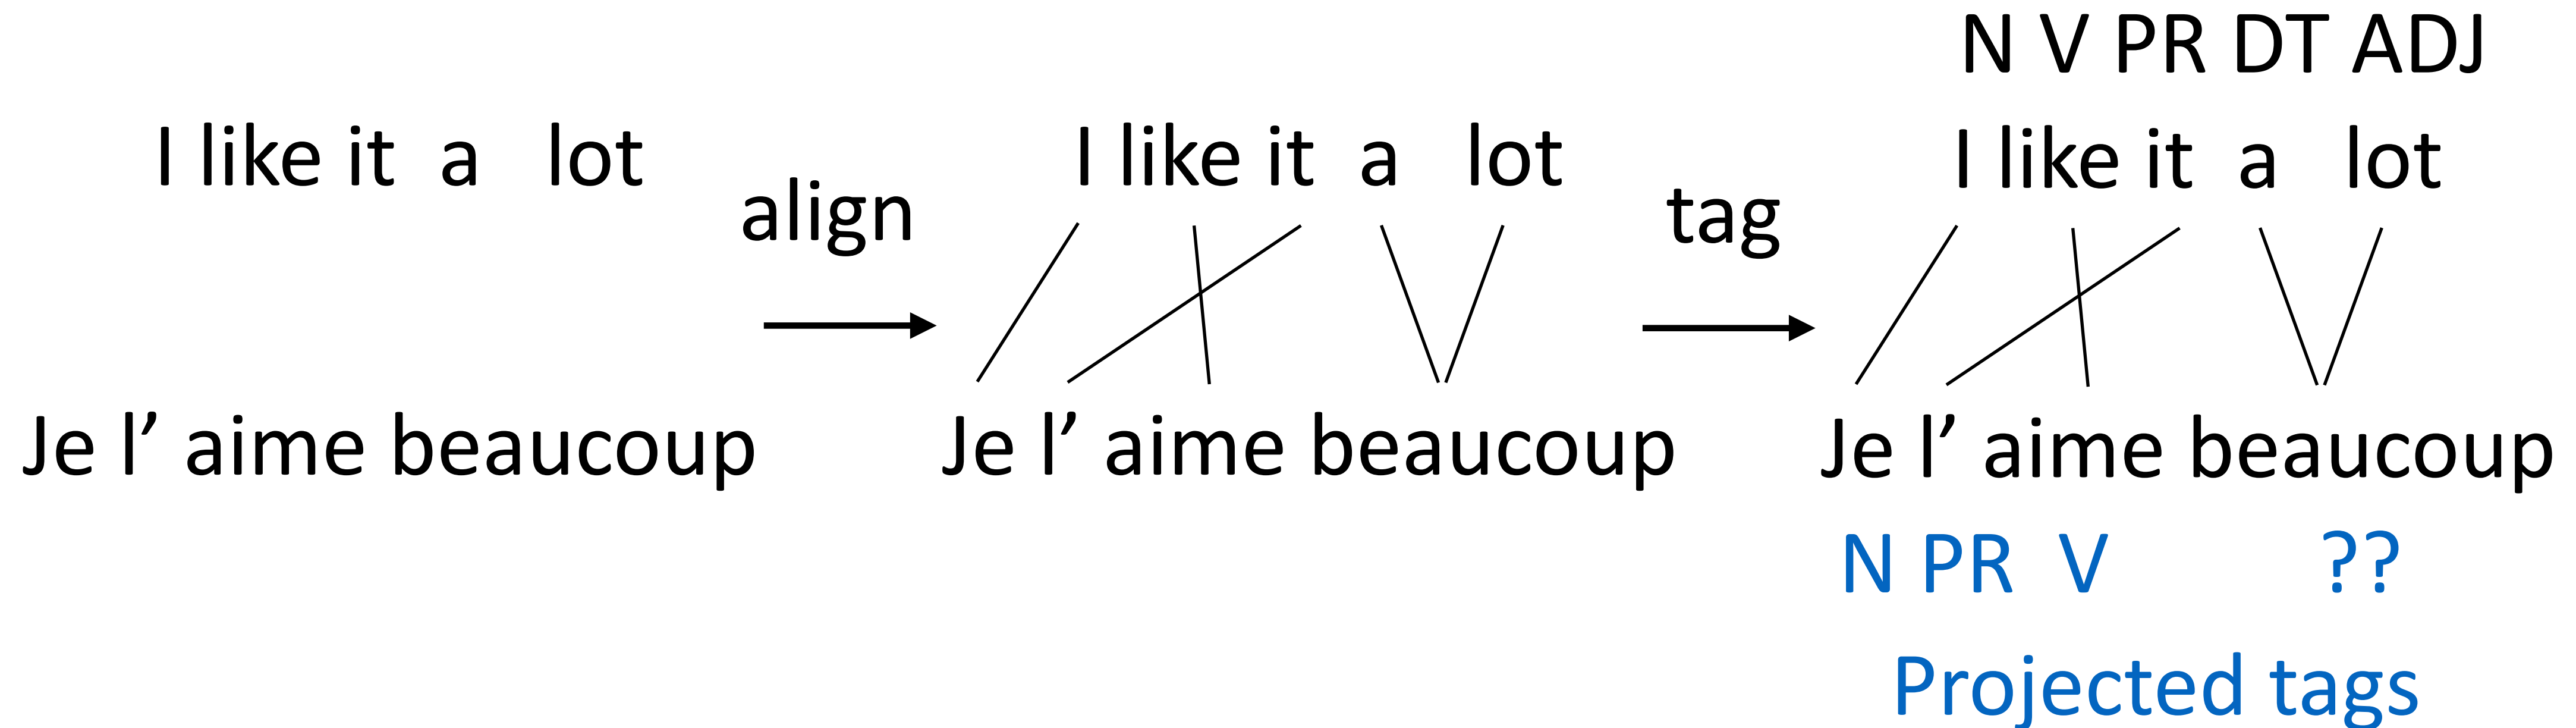 I like it a lot
Je l’ aime beaucoup
align
I like it a lot
Je l’ aime beaucoup
tag
N V PR DT ADJ
I like it a lot
Je l’ aime beaucoup
N PR V ??
Projected tags